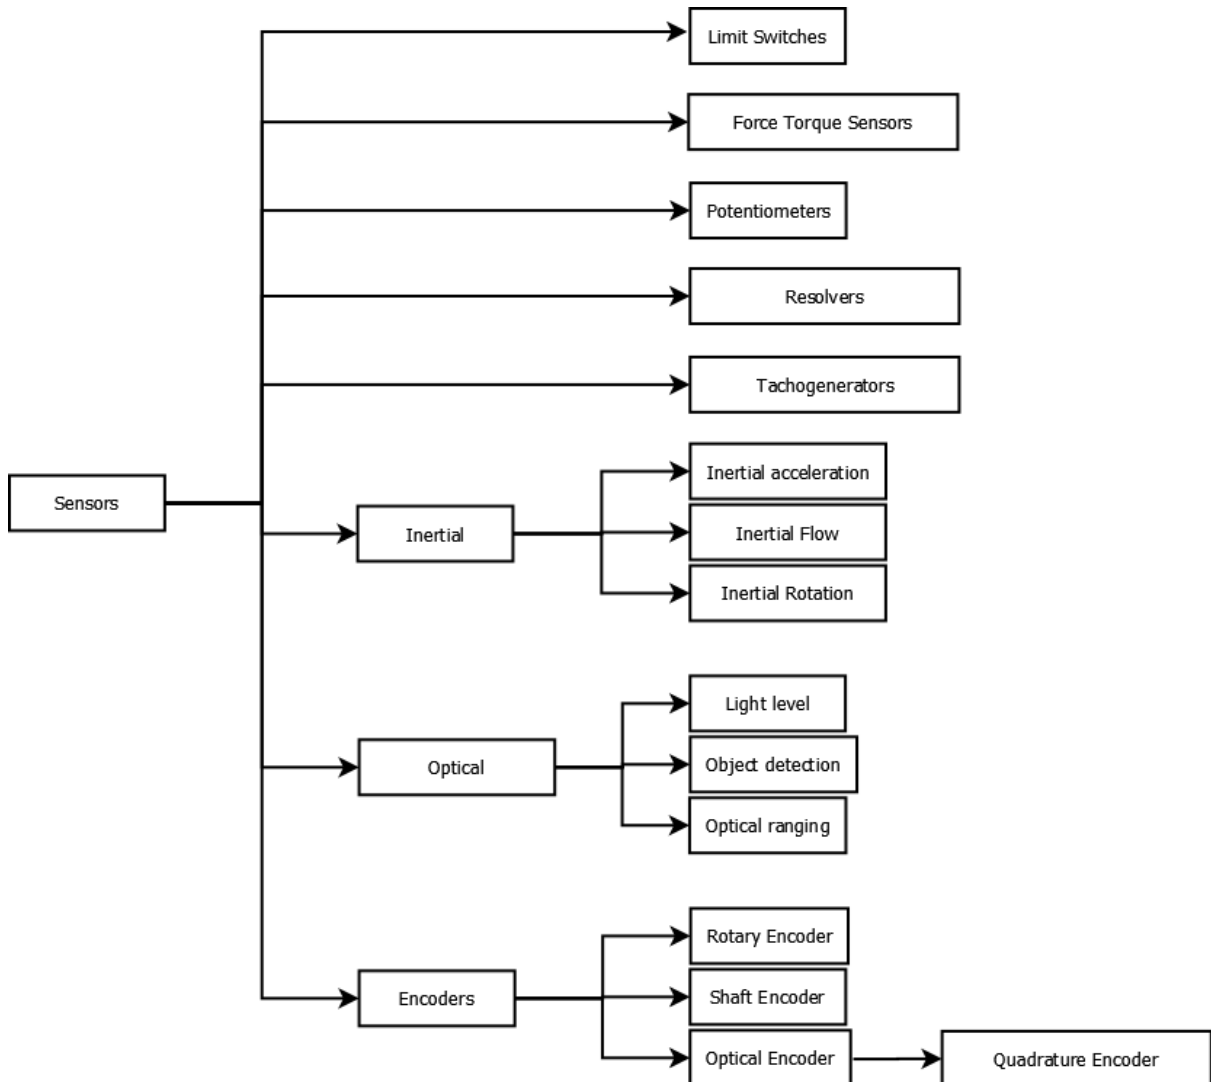 Limit Switches
Force Torque Sensors
Potentiometers
Resolvers
Tachogenerators
Sensors
Inertial
Inertial acceleration
Inertial Flow
Inertial Rotation
Optical
Light level
Object detection
Optical ranging
Encoders
Rotary Encoder
Shaft Encoder
Optical Encoder
Quadrature Encoder